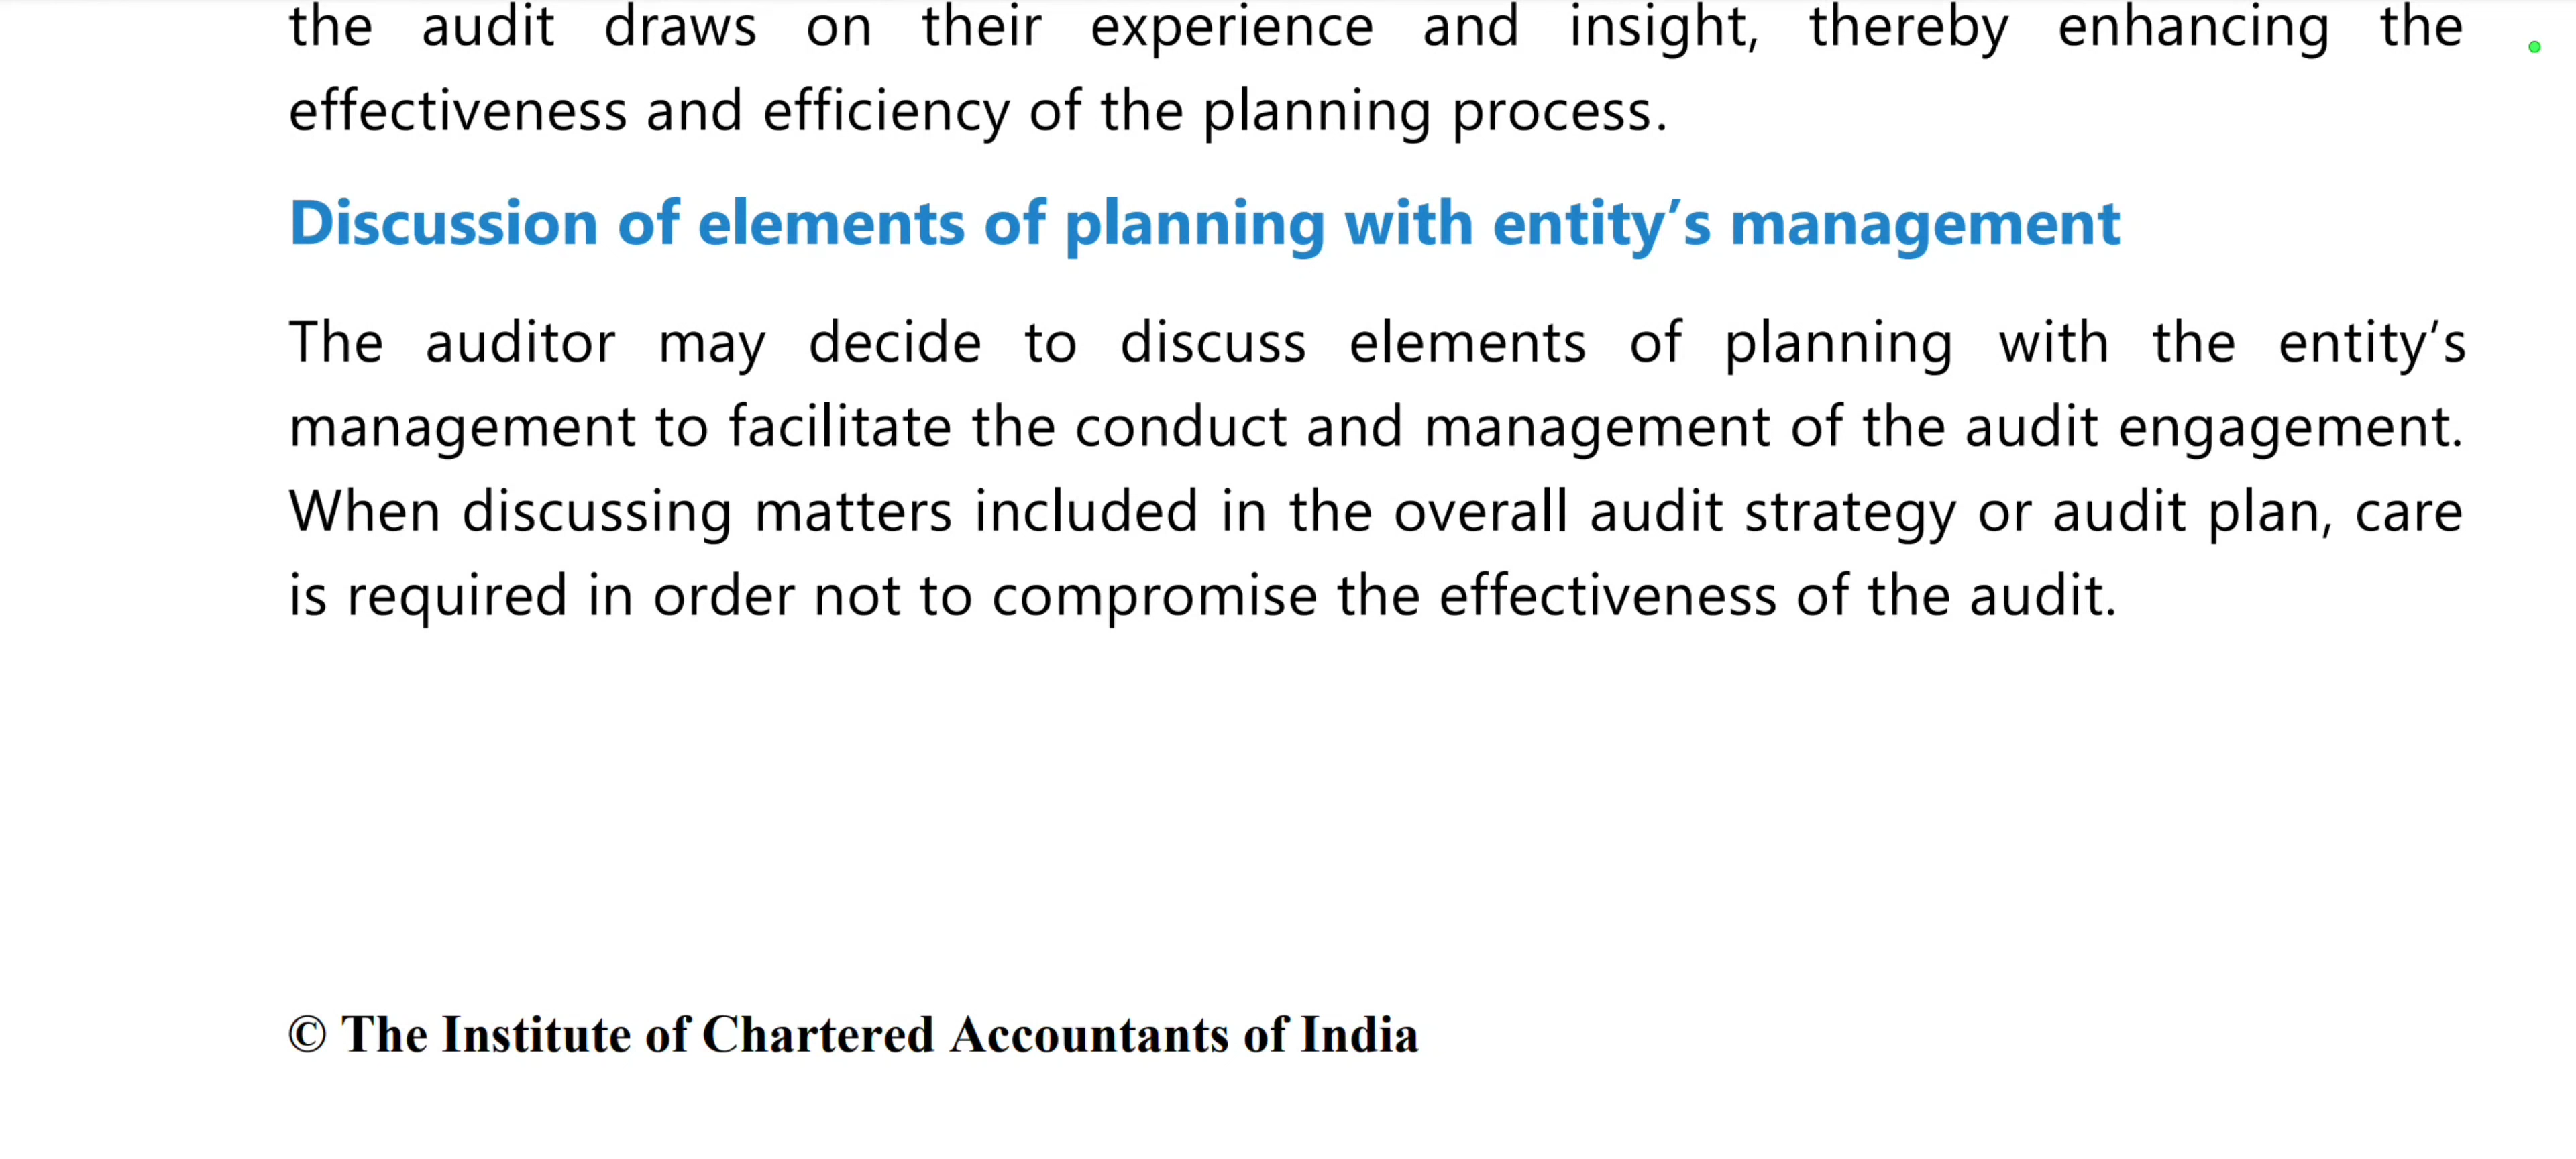 the audit draws on their experience and insight, thereby enhancing the
effectiveness and efficiency of the planning process.
Discussion of elements of planning with entity’s management
The auditor may decide to discuss elements of planning with the entity’s
management to facilitate the conduct and management of the audit engagement.
When discussing matters included in the overall audit strategy or audit plan, care
is required in order not to compromise the effectiveness of the audit.
© The Institute of Chartered Accountants of India